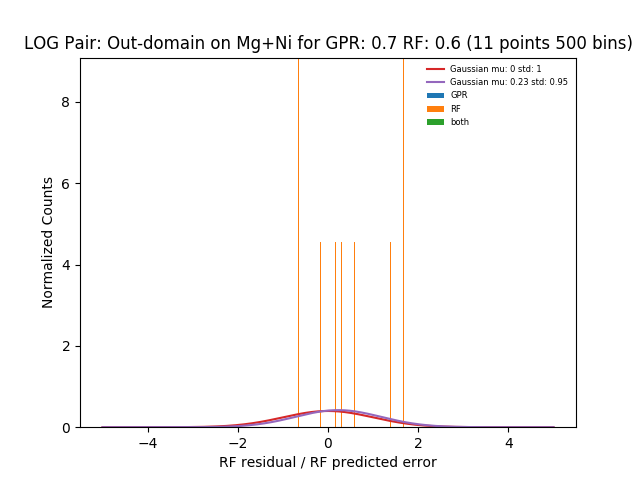 LOG Pair: Out-domain on Mg+Ni for GPR: 0.7 RF: 0.6 (11 points 500 bins)
Gaussian mu: 0 std: 1
Gaussian mu: 0.23 std: 0.95
GPR
RF
both
Normalized Counts
8
6
4
2
0
−4 −2 0 2 4
RF residual / RF predicted error